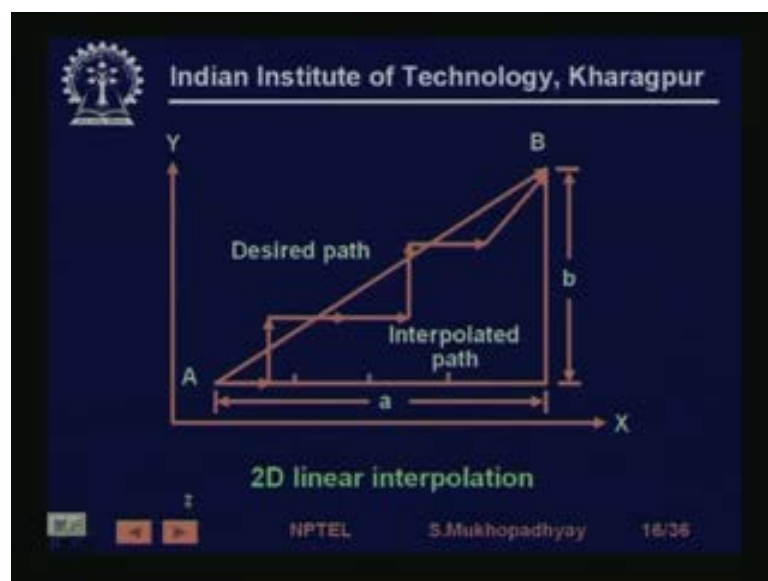 Indian Institute of Technology, Kharagpur
Y
B
Desired path
b
Interpolated
path
A
a
X
2D linear interpolation
NPTEL S.Mukhopadhyay 16/36